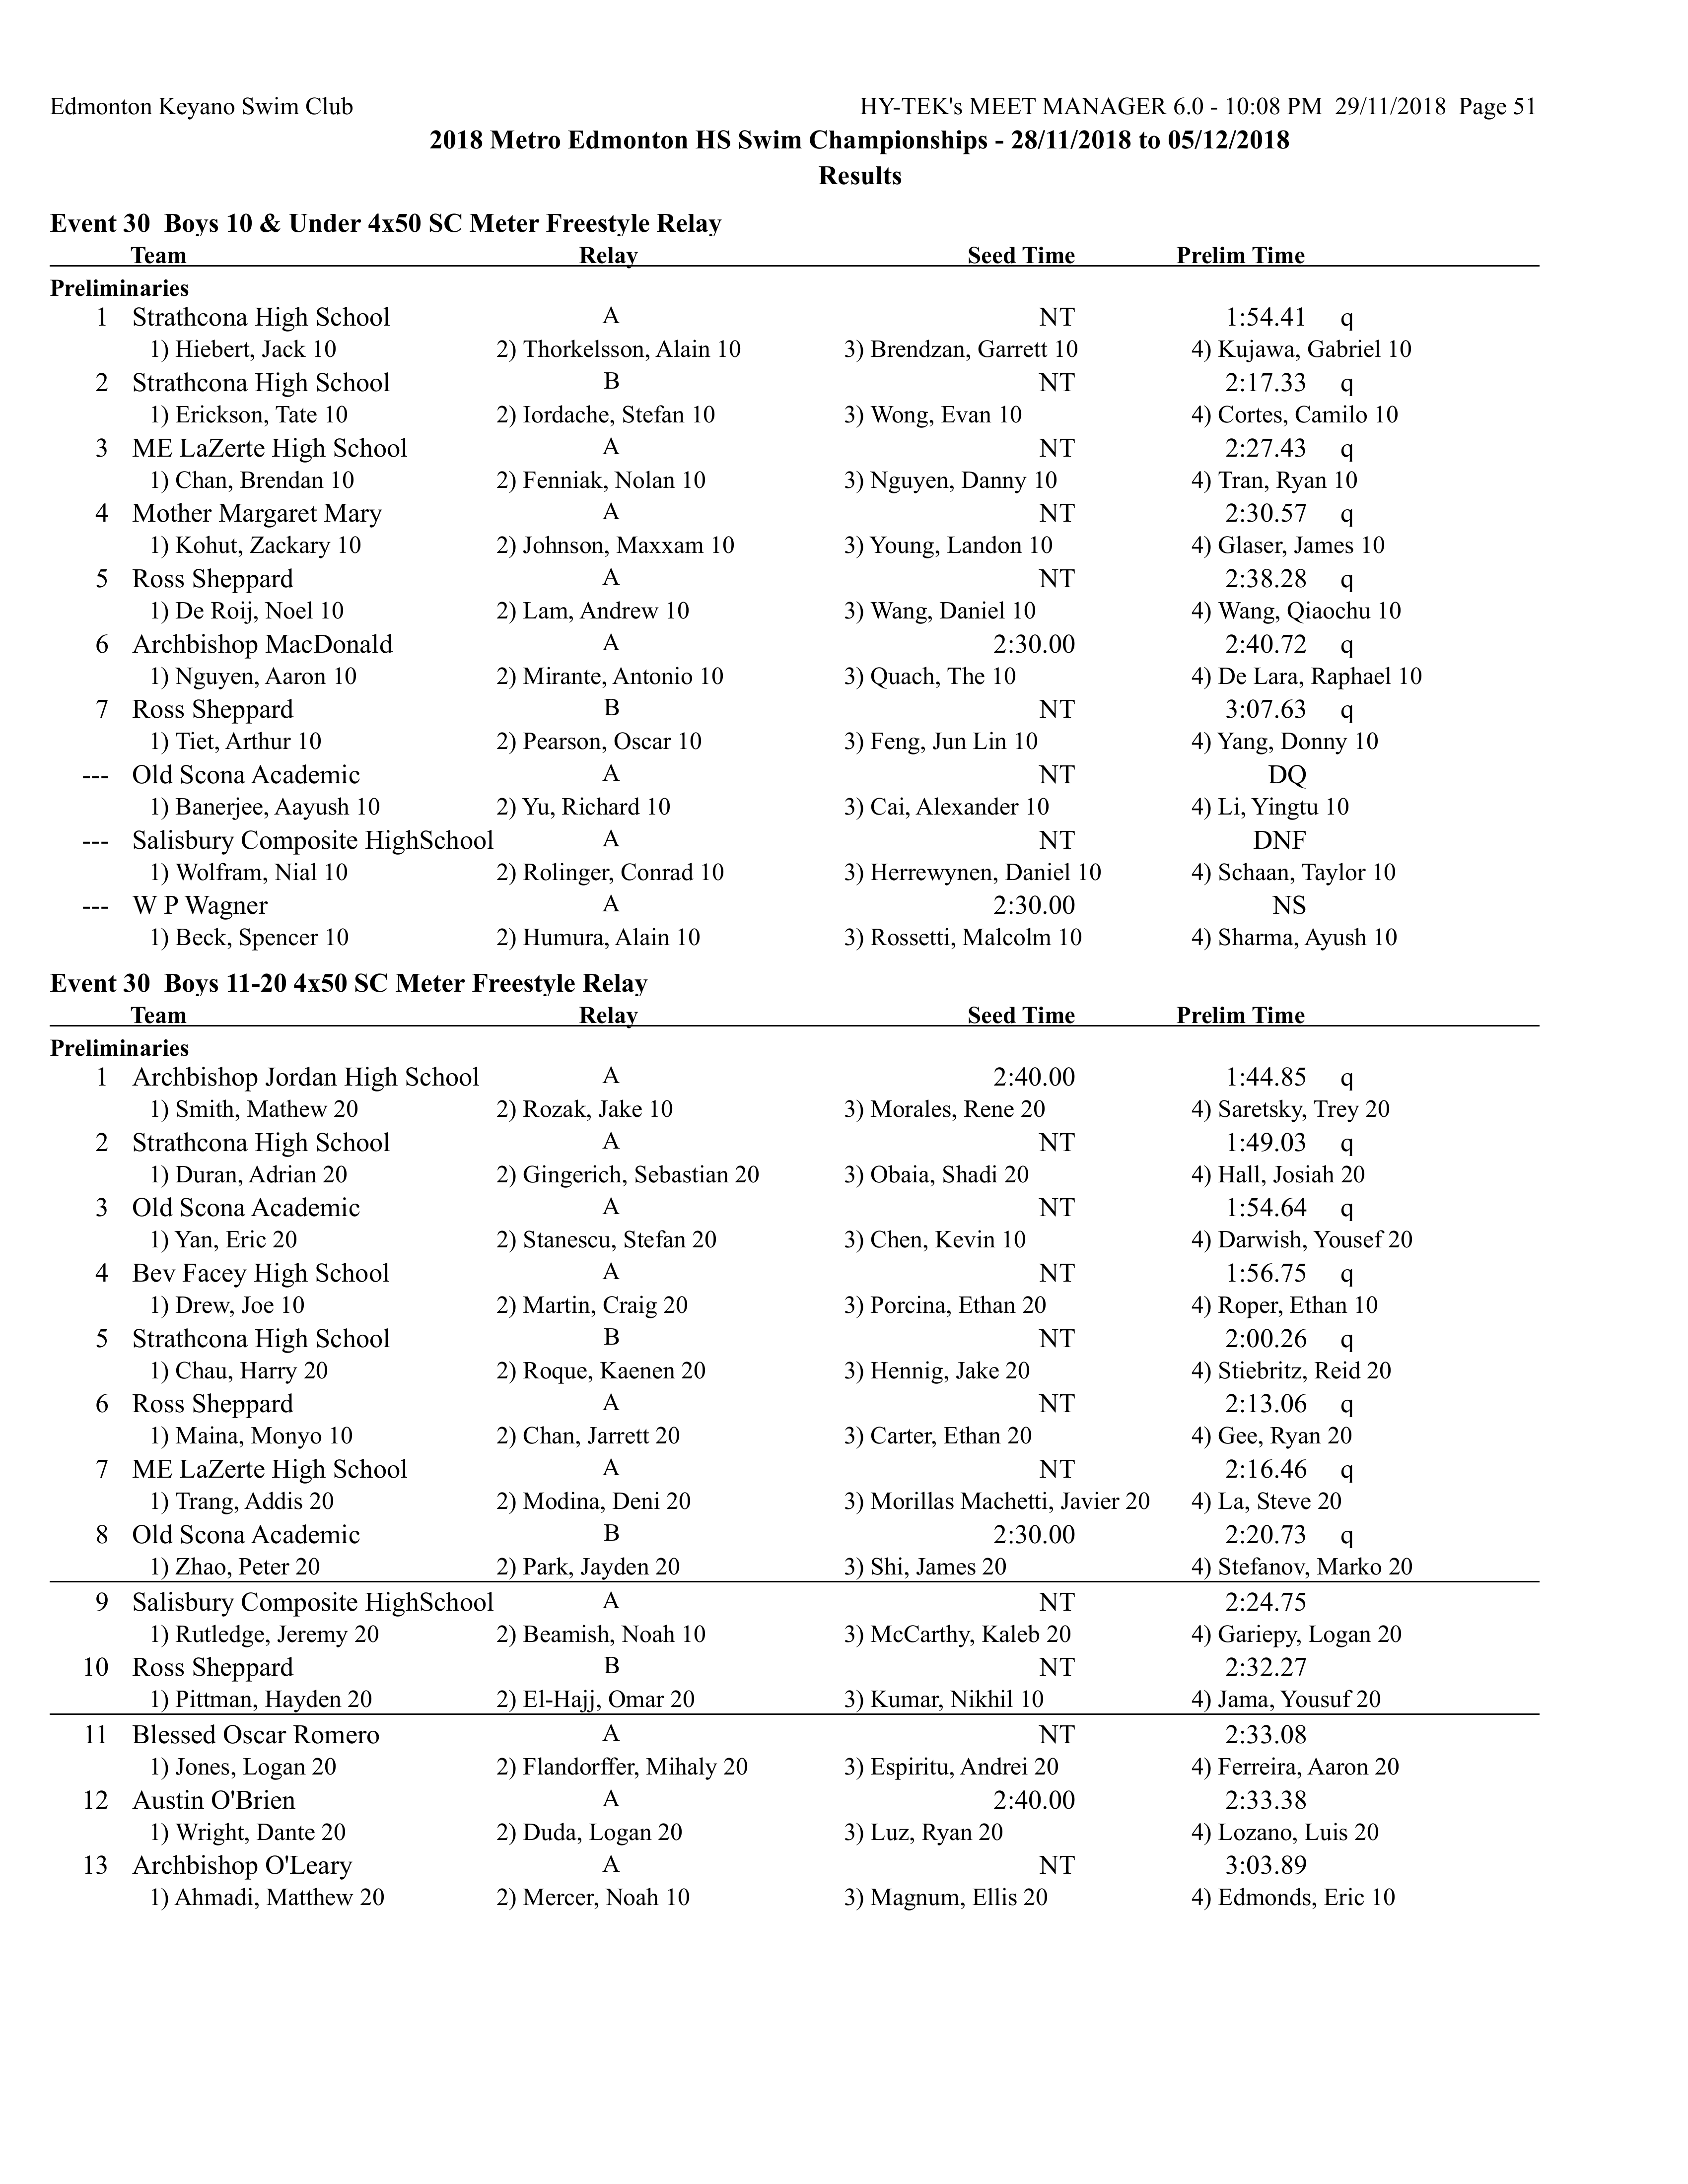 Edmonton Keyano Swim Club HY-TEK's MEET MANAGER 6.0 - 10:08 PM 29/11/2018 Page 51
2018 Metro Edmonton HS Swim Championships - 28/11/2018 to 05/12/2018
Results
Event 30 Boys 10 & Under 4x50 SC Meter Freestyle Relay
Team Relay Seed Time Prelim Time
Preliminaries
1 Strathcona High School A NT 1:54.41 q
1) Hiebert, Jack 10 2) Thorkelsson, Alain 10 3) Brendzan, Garrett 10 4) Kujawa, Gabriel 10
2 Strathcona High School B NT 2:17.33 q
1) Erickson, Tate 10 2) Iordache, Stefan 10 3) Wong, Evan 10 4) Cortes, Camilo 10
3 ME LaZerte High School A NT 2:27.43 q
1) Chan, Brendan 10 2) Fenniak, Nolan 10 3) Nguyen, Danny 10 4) Tran, Ryan 10
4 Mother Margaret Mary A NT 2:30.57 q
1) Kohut, Zackary 10 2) Johnson, Maxxam 10 3) Young, Landon 10 4) Glaser, James 10
5 Ross Sheppard A NT 2:38.28 q
1) De Roij, Noel 10 2) Lam, Andrew 10 3) Wang, Daniel 10 4) Wang, Qiaochu 10
6 Archbishop MacDonald A 2:30.00 2:40.72 q
1) Nguyen, Aaron 10 2) Mirante, Antonio 10 3) Quach, The 10 4) De Lara, Raphael 10
7 Ross Sheppard B NT 3:07.63 q
1) Tiet, Arthur 10 2) Pearson, Oscar 10 3) Feng, Jun Lin 10 4) Yang, Donny 10
--- Old Scona Academic A NT DQ
1) Banerjee, Aayush 10 2) Yu, Richard 10 3) Cai, Alexander 10 4) Li, Yingtu 10
--- Salisbury Composite HighSchool A NT DNF
1) Wolfram, Nial 10 2) Rolinger, Conrad 10 3) Herrewynen, Daniel 10 4) Schaan, Taylor 10
--- W P Wagner A 2:30.00 NS
1) Beck, Spencer 10 2) Humura, Alain 10 3) Rossetti, Malcolm 10 4) Sharma, Ayush 10
Event 30 Boys 11-20 4x50 SC Meter Freestyle Relay
Team Relay Seed Time Prelim Time
Preliminaries
1 Archbishop Jordan High School A 2:40.00 1:44.85 q
1) Smith, Mathew 20 2) Rozak, Jake 10 3) Morales, Rene 20 4) Saretsky, Trey 20
2 Strathcona High School A NT 1:49.03 q
1) Duran, Adrian 20 2) Gingerich, Sebastian 20 3) Obaia, Shadi 20 4) Hall, Josiah 20
3 Old Scona Academic A NT 1:54.64 q
1) Yan, Eric 20 2) Stanescu, Stefan 20 3) Chen, Kevin 10 4) Darwish, Yousef 20
4 Bev Facey High School A NT 1:56.75 q
1) Drew, Joe 10 2) Martin, Craig 20 3) Porcina, Ethan 20 4) Roper, Ethan 10
5 Strathcona High School B NT 2:00.26 q
1) Chau, Harry 20 2) Roque, Kaenen 20 3) Hennig, Jake 20 4) Stiebritz, Reid 20
6 Ross Sheppard A NT 2:13.06 q
1) Maina, Monyo 10 2) Chan, Jarrett 20 3) Carter, Ethan 20 4) Gee, Ryan 20
7 ME LaZerte High School A NT 2:16.46 q
1) Trang, Addis 20 2) Modina, Deni 20 3) Morillas Machetti, Javier 20 4) La, Steve 20
8 Old Scona Academic B 2:30.00 2:20.73 q
1) Zhao, Peter 20 2) Park, Jayden 20 3) Shi, James 20 4) Stefanov, Marko 20
9 Salisbury Composite HighSchool A NT 2:24.75
1) Rutledge, Jeremy 20 2) Beamish, Noah 10 3) McCarthy, Kaleb 20 4) Gariepy, Logan 20
10 Ross Sheppard B NT 2:32.27
1) Pittman, Hayden 20 2) El-Hajj, Omar 20 3) Kumar, Nikhil 10 4) Jama, Yousuf 20
11 Blessed Oscar Romero A NT 2:33.08
1) Jones, Logan 20 2) Flandorffer, Mihaly 20 3) Espiritu, Andrei 20 4) Ferreira, Aaron 20
12 Austin O'Brien A 2:40.00 2:33.38
1) Wright, Dante 20 2) Duda, Logan 20 3) Luz, Ryan 20 4) Lozano, Luis 20
13 Archbishop O'Leary A NT 3:03.89
1) Ahmadi, Matthew 20 2) Mercer, Noah 10 3) Magnum, Ellis 20 4) Edmonds, Eric 10